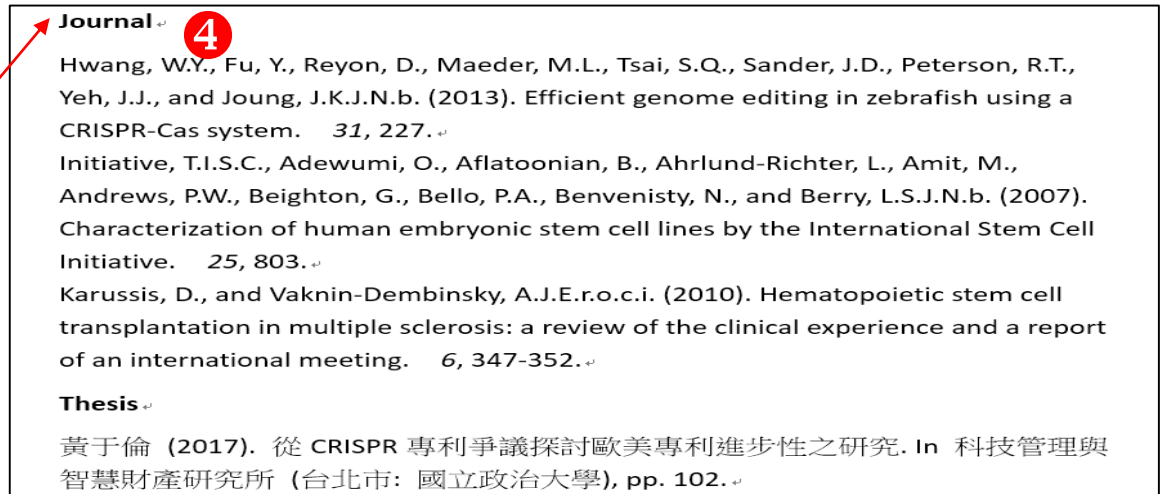 Journal
4
Hwang, W.Y., Fu, Y., Reyon, D., Maeder, M.L., Tsai, S.Q., Sander, J.D., Peterson, R.T.,
Yeh, J.J., and Joung, J.K.J.N.b. (2013). Efficient genome editing in zebrafish using a
CRISPR-Cas system. 31, 227.
Initiative, T.I.S.C., Adewumi, O., Aflatoonian, B., Ahrlund-Richter, L., Amit, M.,
Andrews, P.W., Beighton, G., Bello, P.A., Benvenisty, N., and Berry, L.S.J.N.b. (2007).
Characterization of human embryonic stem cell lines by the International Stem Cell
Initiative. 25, 803.
Karussis, D., and Vaknin-Dembinsky, A.J.E.r.o.c.i. (2010). Hematopoietic stem cell
transplantation in multiple sclerosis: a review of the clinical experience and a report
of an international meeting. 6, 347-352.
Thesis
黃于倫 (2017). 從 CRISPR 專利爭議探討歐美專利進步性之研究. In 科技管理與
智慧財產研究所 (台北市: 國立政治大學), pp. 102.